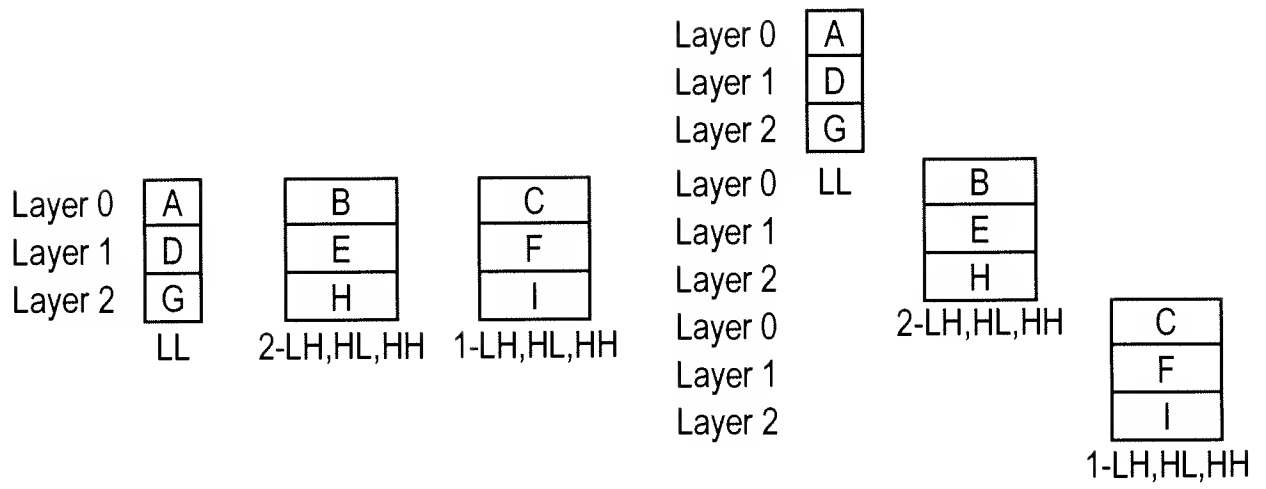 Layer 0 A B C
Layer 1 D E F
Layer 2 G H I
LL 2-LH,HL,HH 1-LH,HL,HH
Layer 0 A
Layer 1 D
Layer 2 G
Layer 0 LL B
Layer 1 E
Layer 2 H
2-LH,HL,HH
Layer 0 C
Layer 1 F
Layer 2 I
1-LH,HL,HH